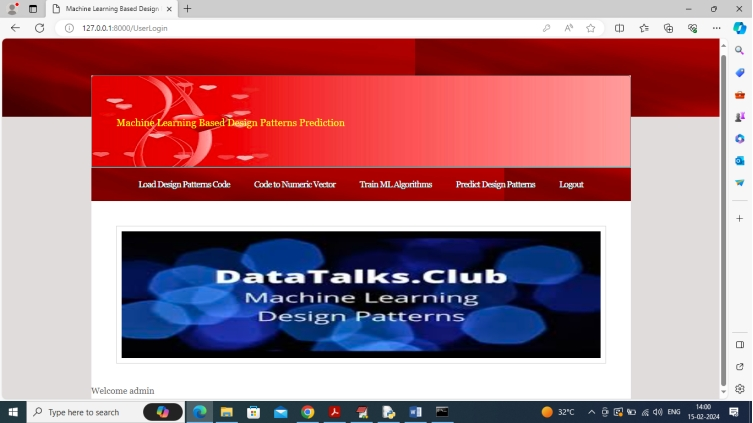 Machine Learning Based Design
127.0.0.1:8000/UserLogin
Machine Learning Based Design Patterns Prediction
Load Design Patterns Code
Code to Numeric Vector
Train ML Algorithms
Predict Design Patterns
Logout
DataTalks.Club
Machine Learning
Design Patterns
Welcome admin
Type here to search
32°C
ENG
14:00
15-02-2024